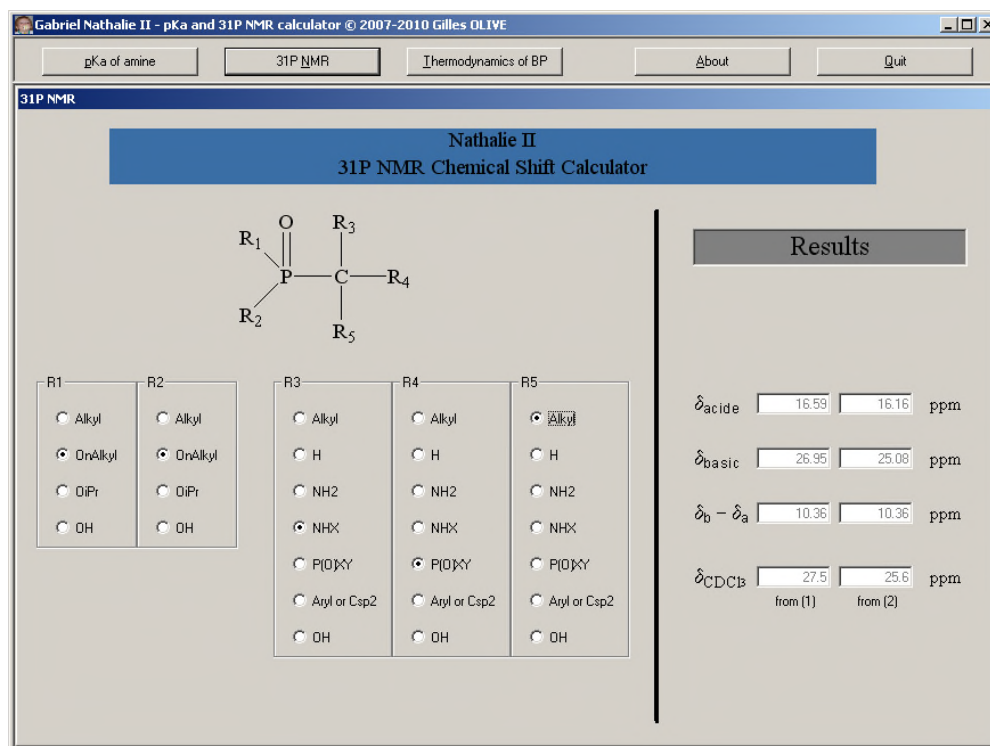 Gabriel Nathalie II - pKa and 31P NMR calculator © 2007-2010 Gilles OLIVE
pKa of amine 31P NMR Thermodynamics of BP About Quit
31P NMR
Nathalie II
31P NMR Chemical Shift Calculator
Results
O R3
R1
P C R4
R2
R5
R1 R2 R3 R4 R5
Alkyl Alkyl Alkyl Alkyl Alkyl
OnAlkyl OnAlkyl H H H
OiPr OiPr NH2 NH2 NH2
OH OH NHX NHX NHX
P(O)XY P(O)XY P(O)XY
Aryl or Csp2 Aryl or Csp2 Aryl or Csp2
OH OH OH
δacide 16.59 16.16 ppm
δbasic 26.95 25.08 ppm
δb − δa 10.36 10.36 ppm
δCDCl3 27.5 25.6 ppm
from (1) from (2)